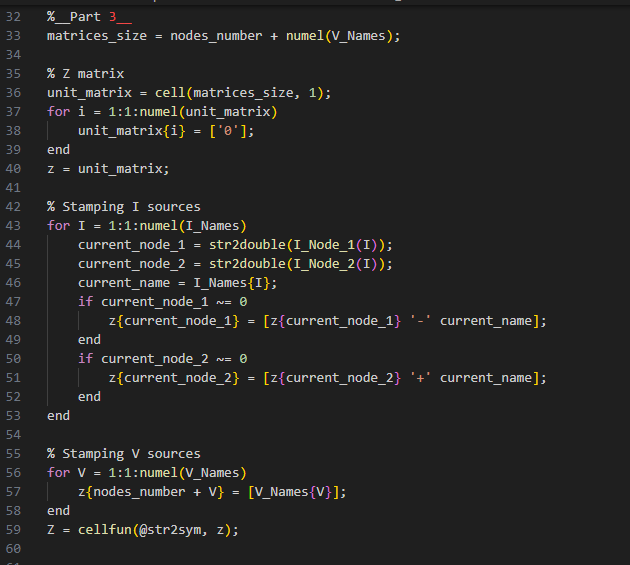 32 %__Part 3__
33 matrices_size = nodes_number + numel(V_Names);
34
35 % Z matrix
36 unit_matrix = cell(matrices_size, 1);
37 for i = 1:1:numel(unit_matrix)
38     unit_matrix{i} = ['0'];
39 end
40 z = unit_matrix;
41
42 % Stamping I sources
43 for I = 1:1:numel(I_Names)
44     current_node_1 = str2double(I_Node_1(I));
45     current_node_2 = str2double(I_Node_2(I));
46     current_name = I_Names{I};
47     if current_node_1 ~= 0
48         z{current_node_1} = [z{current_node_1} '-' current_name];
49     end
50     if current_node_2 ~= 0
51         z{current_node_2} = [z{current_node_2} '+' current_name];
52     end
53 end
54
55 % Stamping V sources
56 for V = 1:1:numel(V_Names)
57     z{nodes_number + V} = [V_Names{V}];
58 end
59 Z = cellfun(@str2sym, z);
60